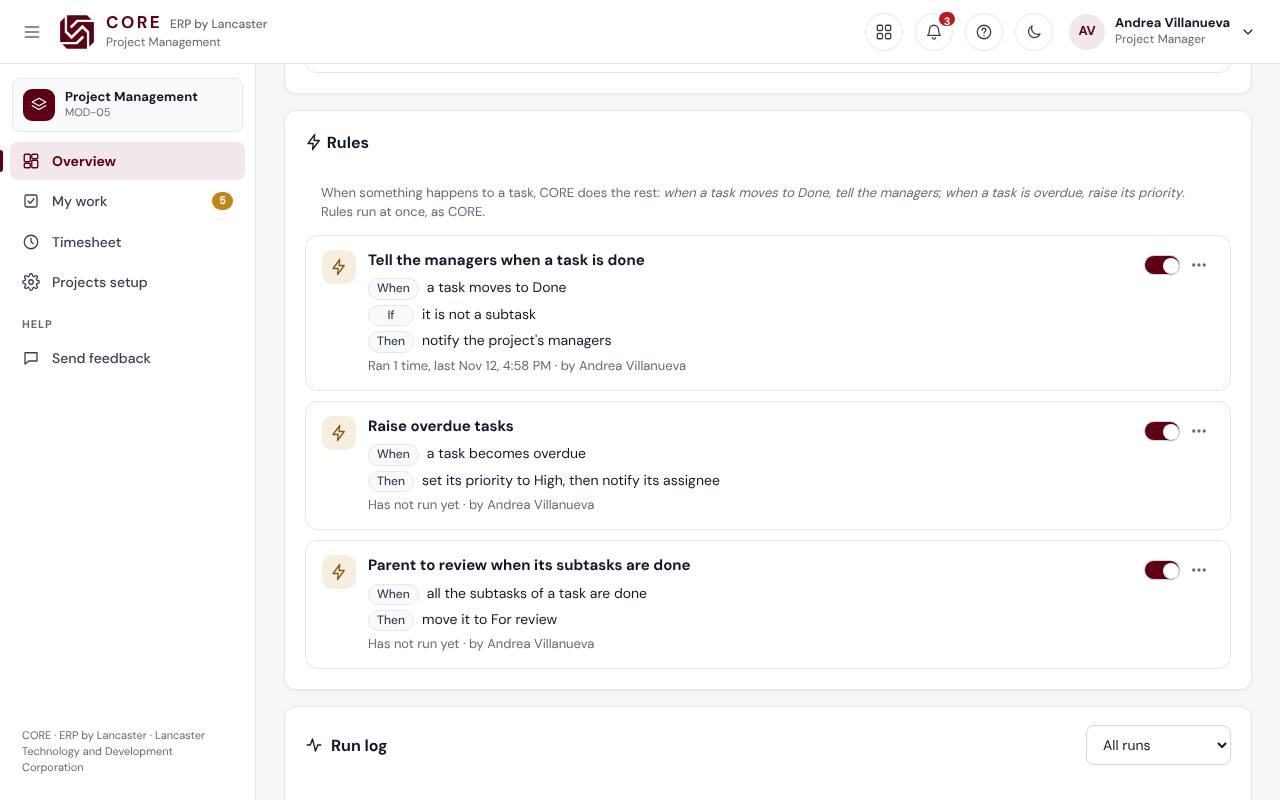 CORE ERP by Lancaster
Project Management
3
AV
Andrea Villanueva
Project Manager
Project Management
MOD-05
Overview
My work 5
Timesheet
Projects setup
HELP
Send feedback
CORE · ERP by Lancaster · Lancaster
Technology and Development
Corporation
Rules
When something happens to a task, CORE does the rest: when a task moves to Done, tell the managers; when a task is overdue, raise its priority.
Rules run at once, as CORE.
Tell the managers when a task is done
When a task moves to Done
If it is not a subtask
Then notify the project's managers
Ran 1 time, last Nov 12, 4:58 PM · by Andrea Villanueva
Raise overdue tasks
When a task becomes overdue
Then set its priority to High, then notify its assignee
Has not run yet · by Andrea Villanueva
Parent to review when its subtasks are done
When all the subtasks of a task are done
Then move it to For review
Has not run yet · by Andrea Villanueva
Run log
All runs